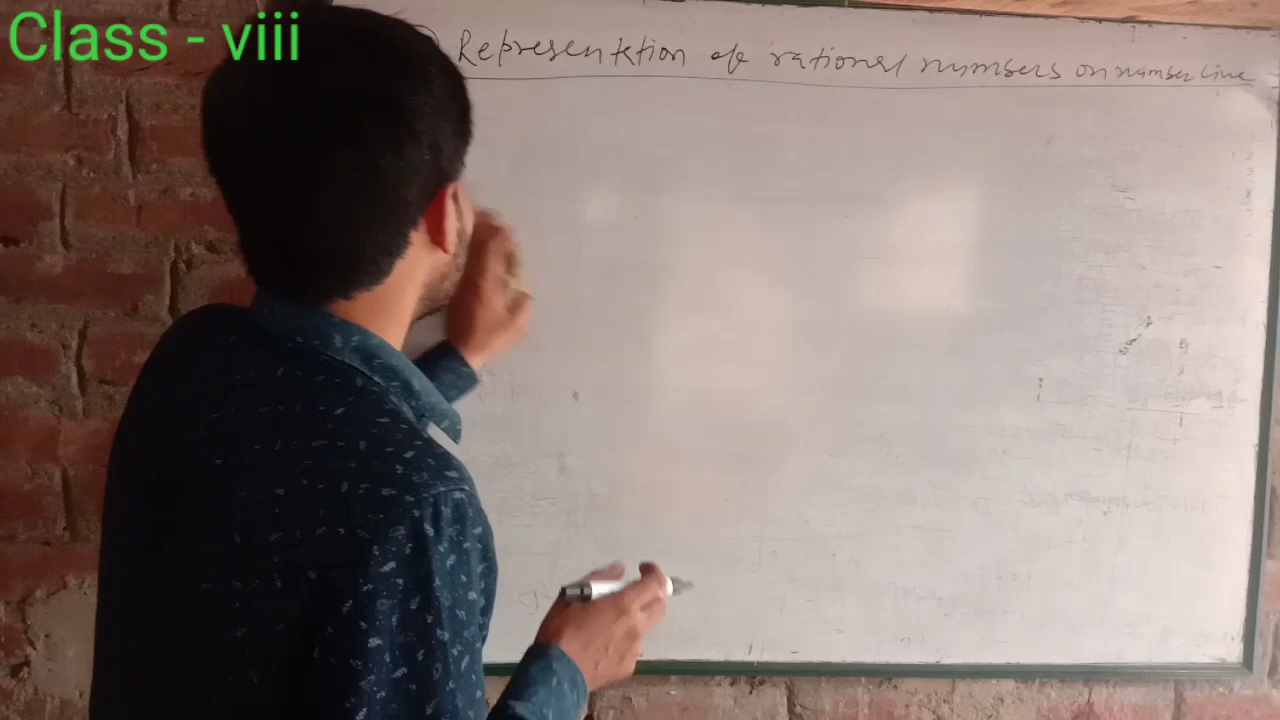 Class - viii
Representation of rational numbers on number line